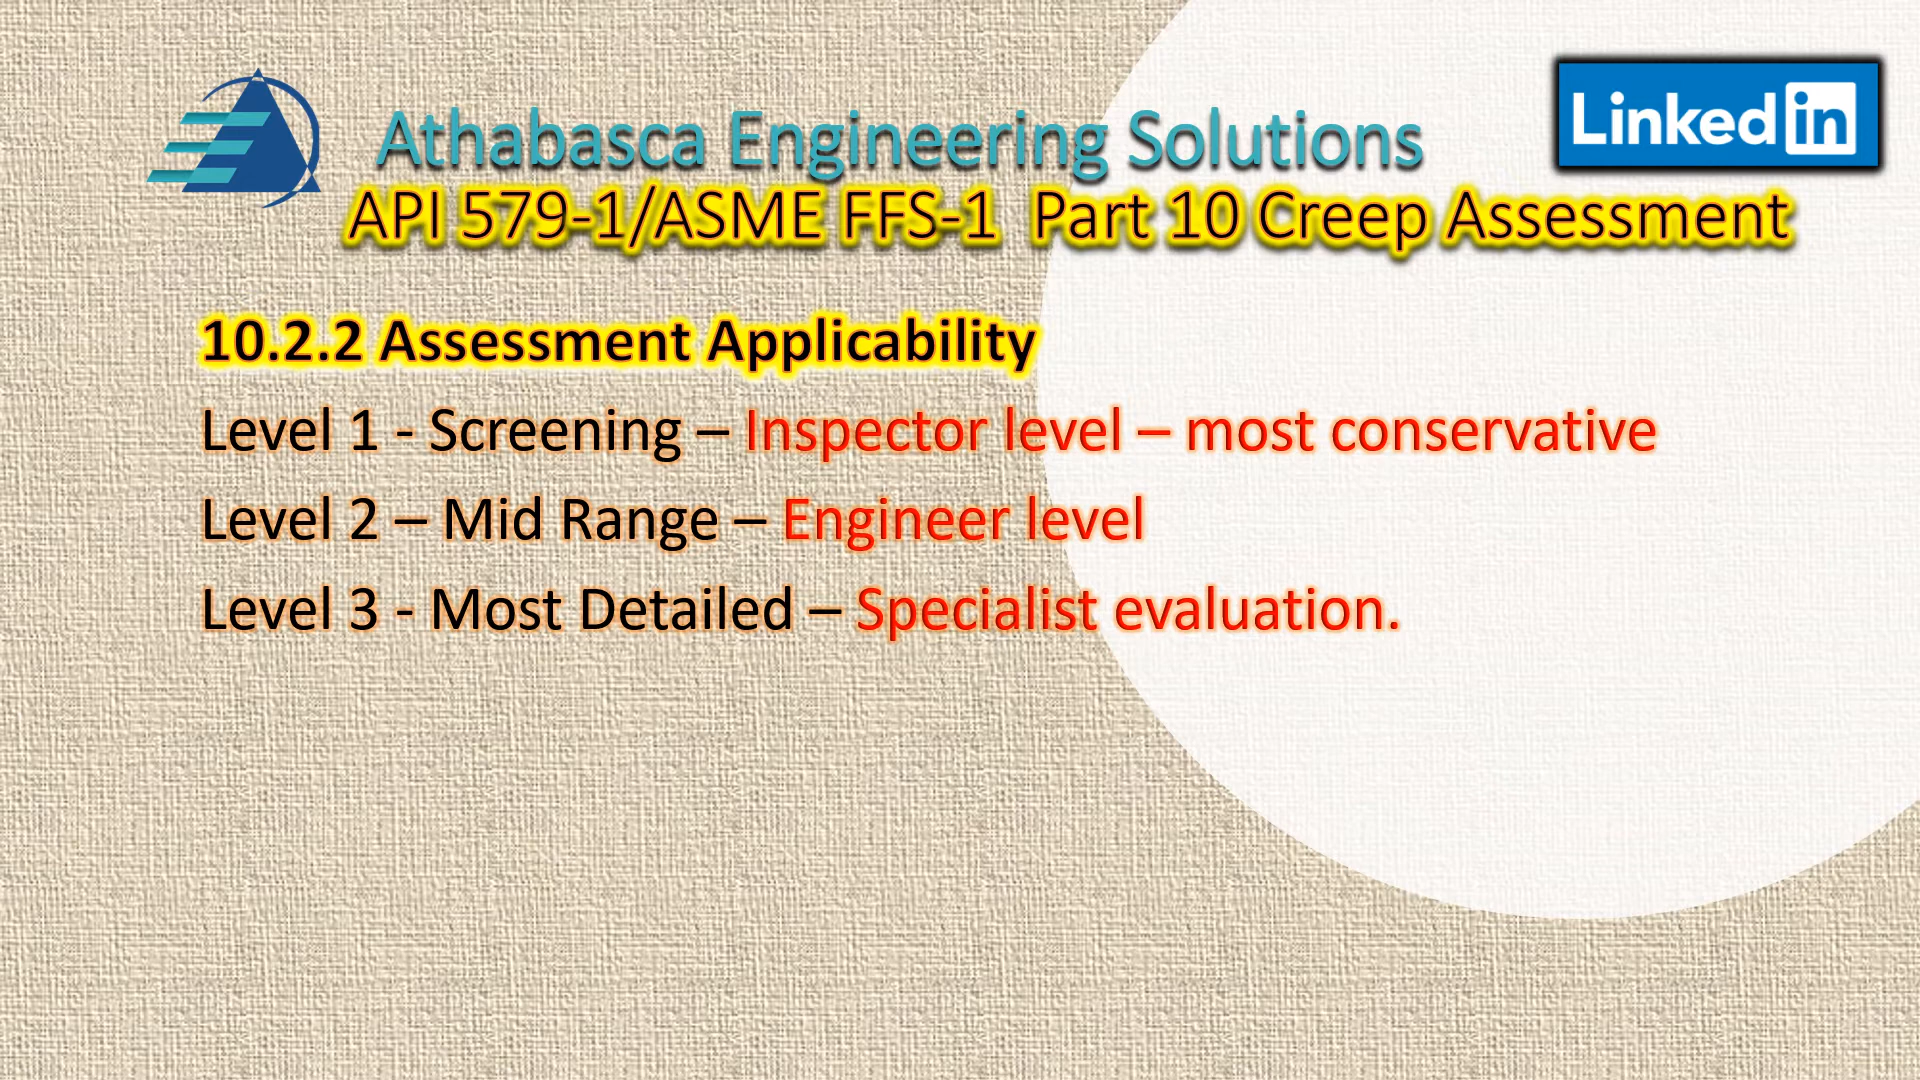 Athabasca Engineering Solutions
LinkedIn
API 579-1/ASME FFS-1  Part 10 Creep Assessment
10.2.2 Assessment Applicability
Level 1 - Screening – Inspector level – most conservative
Level 2 – Mid Range – Engineer level
Level 3 - Most Detailed – Specialist evaluation.